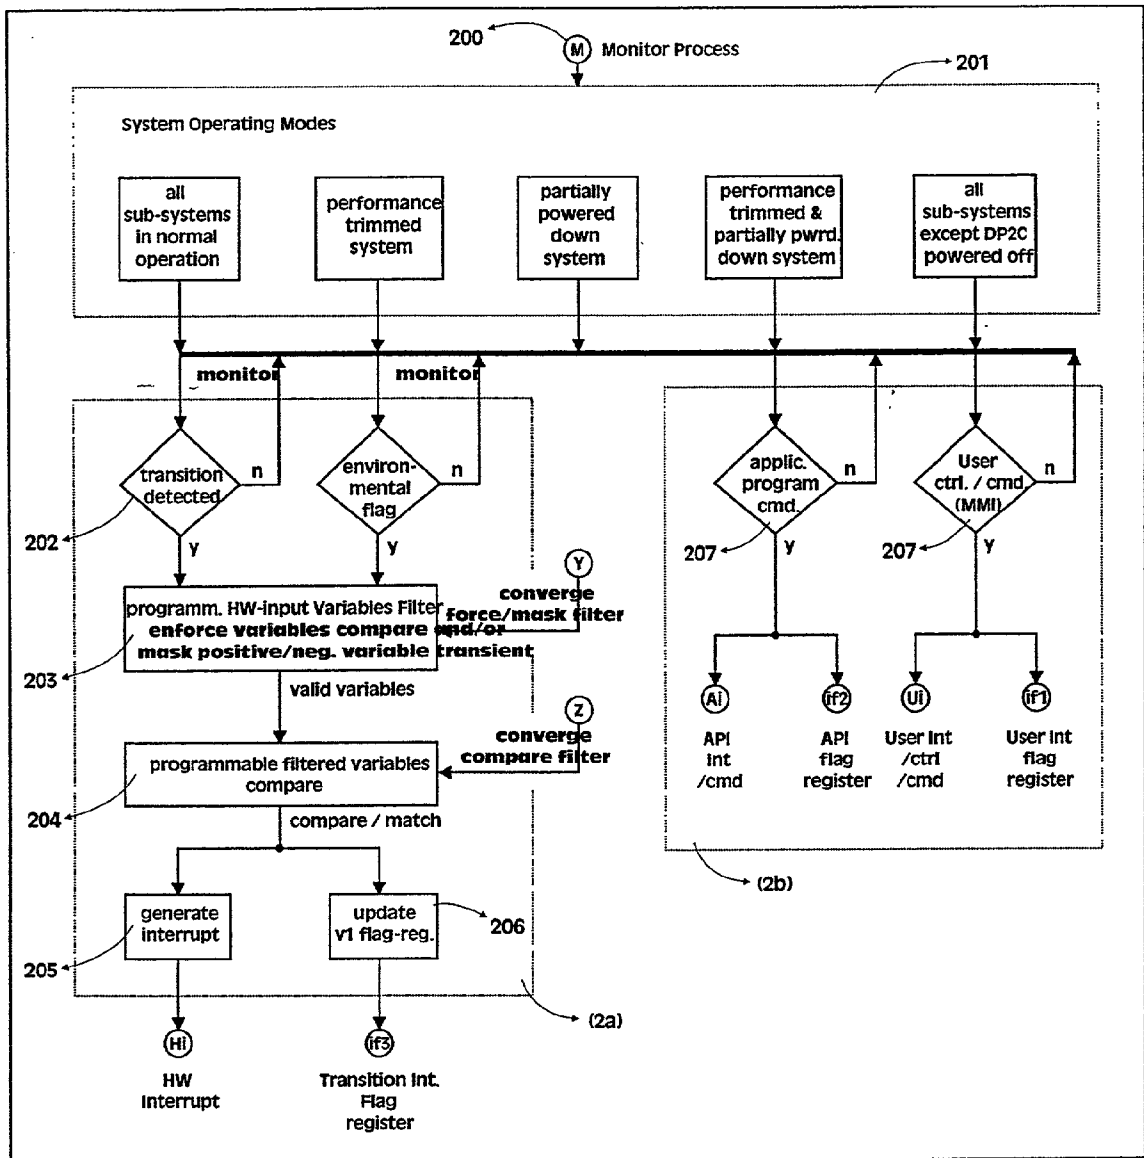 200
M Monitor Process
201
System Operating Modes
all
sub-systems
in normal
operation
performance
trimmed
system
partially
powered
down
system
performance
trimmed &
partially pwrd.
down system
all
sub-systems
except DP2C
powered off
monitor
monitor
transition
detected
n
y
202
environ-
mental
flag
n
y
applic.
program
cmd.
n
y
207
User
ctrl. / cmd.
(MMI)
n
y
207
Y
converge
force/mask filter
programm. HW-input Variables Filter
enforce variables compare and/or
mask positive/neg. variable transient
203
valid variables
Z
converge
compare filter
programmable filtered variables
compare
204
compare / match
Ai
API
Int
/cmd
if2
API
flag
register
Ui
User Int
/ctrl
/cmd
if1
User Int
flag
register
(2b)
generate
interrupt
205
update
v1 flag-reg.
206
(2a)
Hi
HW
Interrupt
if3
Transition Int.
Flag
register